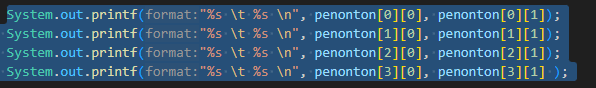 System.out.printf(format:"%s \t %s \n", penonton[0][0], penonton[0][1]);
System.out.printf(format:"%s \t %s \n", penonton[1][0], penonton[1][1]);
System.out.printf(format:"%s \t %s \n", penonton[2][0], penonton[2][1]);
System.out.printf(format:"%s \t %s \n", penonton[3][0], penonton[3][1] );